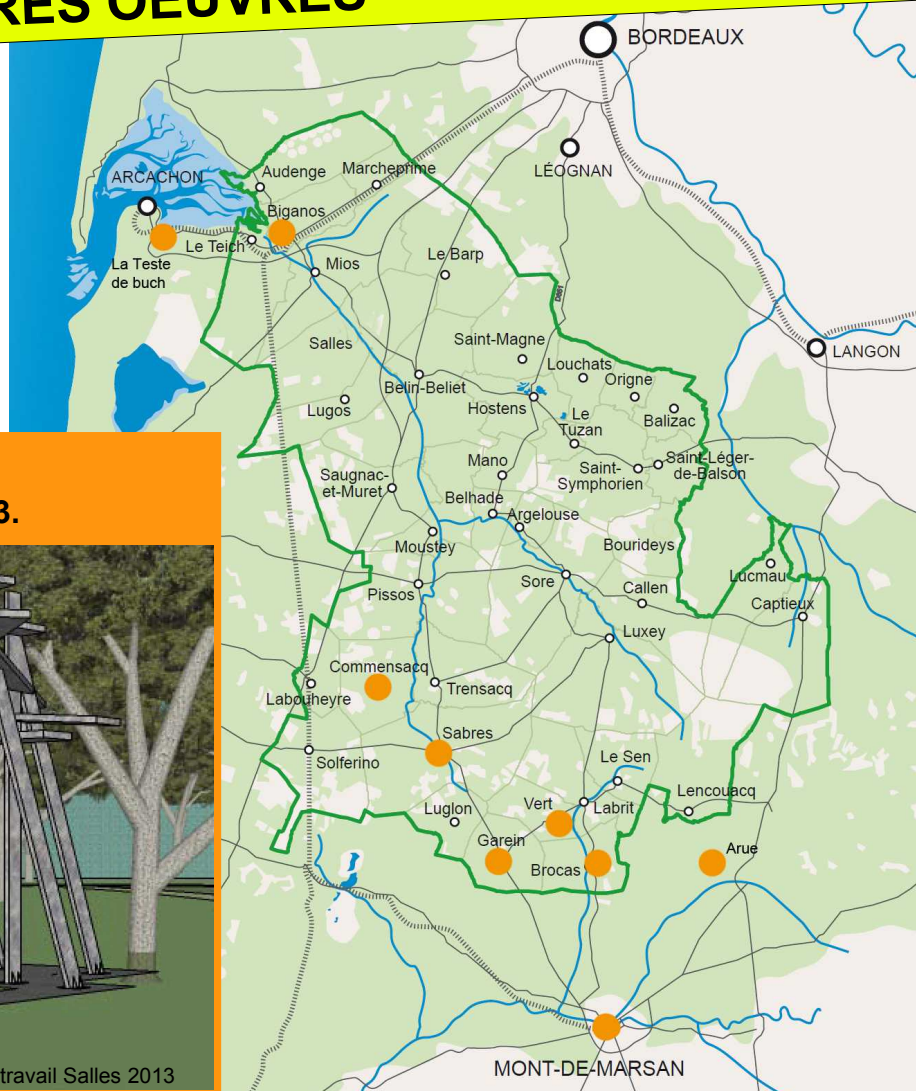 RES OEUVRES
BORDEAUX
LÉOGNAN
ARCACHON
Audenge
Marcheprime
Biganos
Le Teich
La Teste
de buch
Mios
Le Barp
D651
Salles
Saint-Magne
Louchats
Origne
LANGON
Belin-Beliet
Lugos
Hostens
Le
Tuzan
Balizac
Saugnac-
et-Muret
Mano
Saint-
Symphorien
Saint-Léger-
de-Balson
3.
Belhade
Argelouse
Moustey
Bourideys
Pissos
Sore
Callen
Lucmau
Captieux
Luxey
Commensacq
Labouheyre
Trensacq
Sabres
Solferino
Le Sen
Lencouacq
Luglon
Vert
Labrit
Garein
Brocas
Arue
MONT-DE-MARSAN
travail Salles 2013